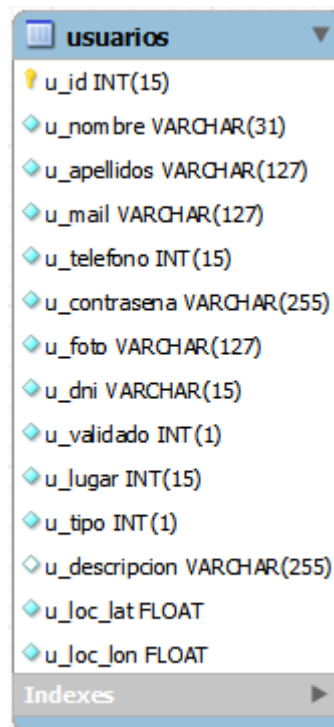 usuarios
u_id INT(15)
u_nombre VARCHAR(31)
u_apellidos VARCHAR(127)
u_mail VARCHAR(127)
u_telefono INT(15)
u_contrasena VARCHAR(255)
u_foto VARCHAR(127)
u_dni VARCHAR(15)
u_validado INT(1)
u_lugar INT(15)
u_tipo INT(1)
u_descripcion VARCHAR(255)
u_loc_lat FLOAT
u_loc_lon FLOAT
Indexes